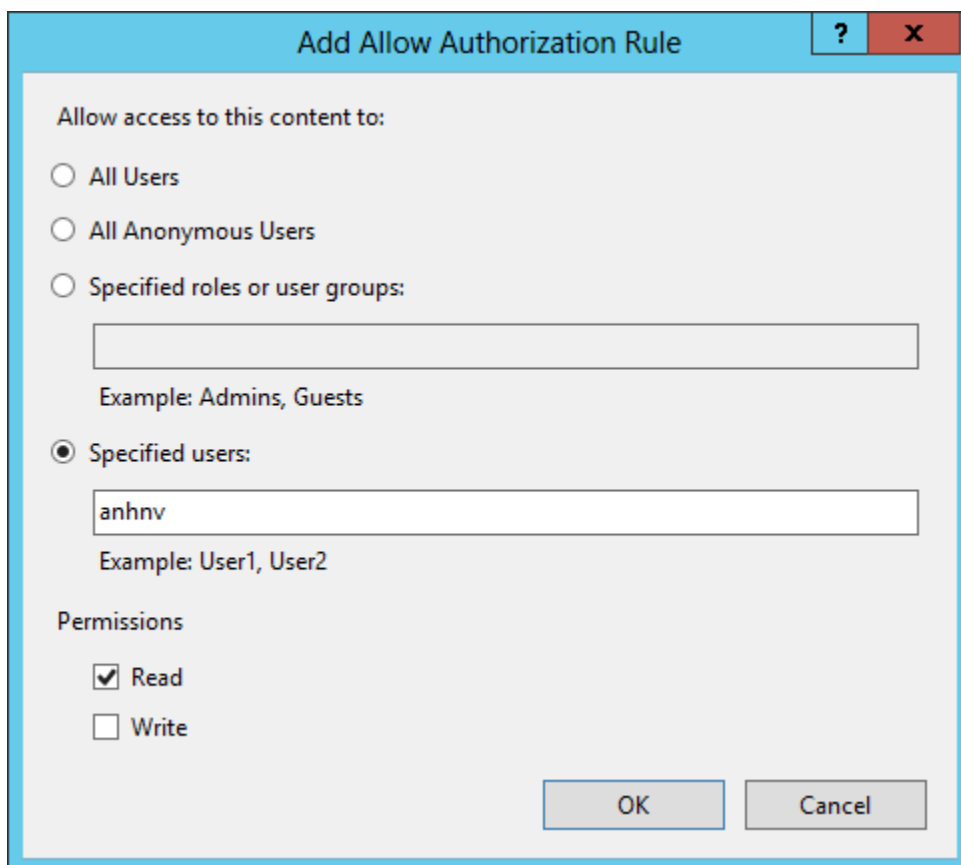 Add Allow Authorization Rule
?
x
Allow access to this content to:
All Users
All Anonymous Users
Specified roles or user groups:
Example: Admins, Guests
Specified users:
anhnv
Example: User1, User2
Permissions
Read
Write
OK Cancel